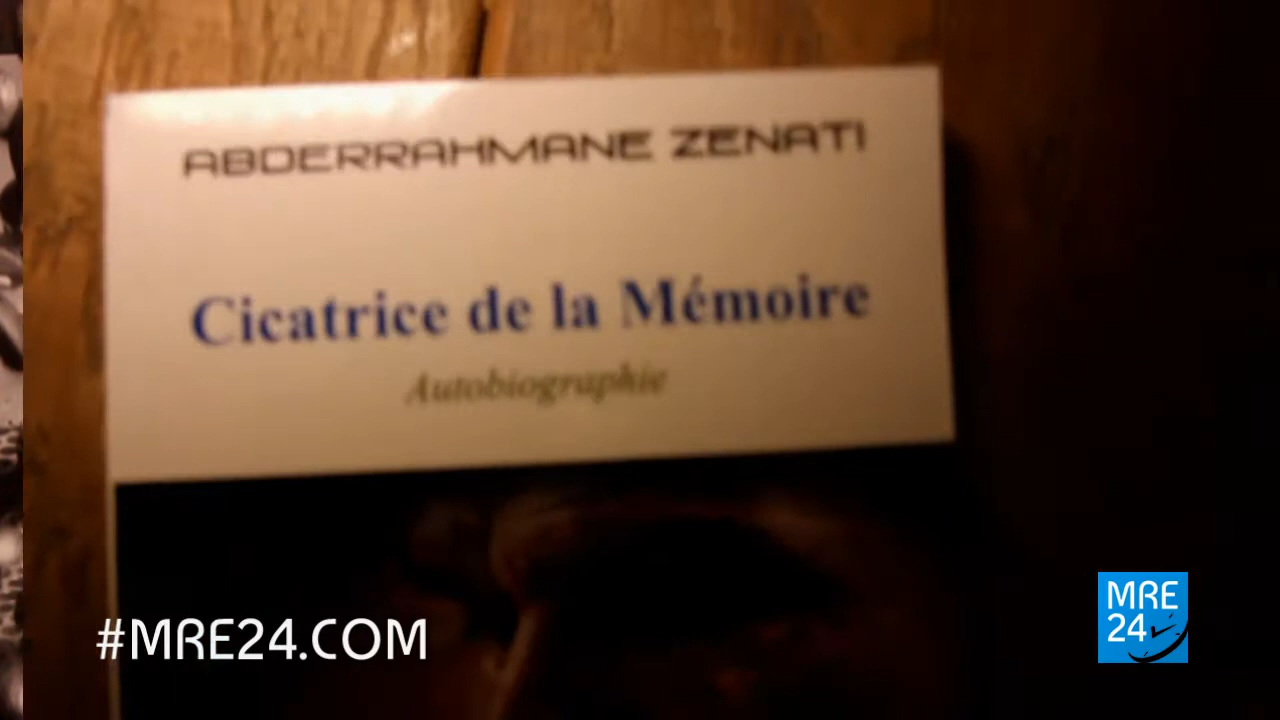 ABDERRAHMANE ZENATI
Cicatrice de la Mémoire
Autobiographie
#MRE24.COM
MRE
24